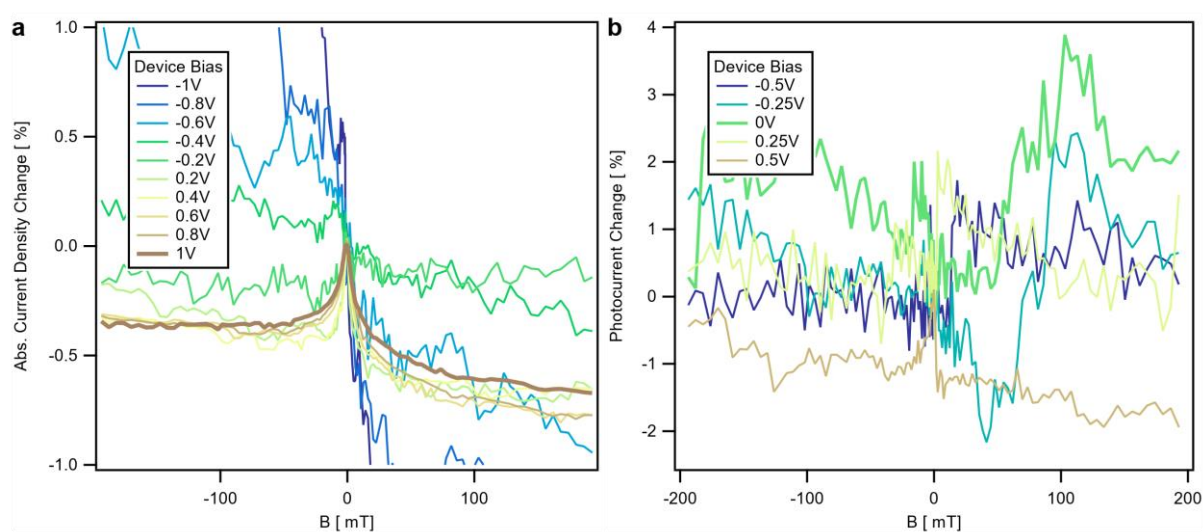 a
Abs. Current Density Change [ %]
1.0
0.5
0.0
-0.5
-1.0
Device Bias
-1V
-0.8V
-0.6V
-0.4V
-0.2V
0.2V
0.4V
0.6V
0.8V
1V
-100
0
100
B [ mT]
b
Photocurrent Change [ %]
4
3
2
1
0
-1
-2
Device Bias
-0.5V
-0.25V
0V
0.25V
0.5V
-200
-100
0
100
200
B [ mT]